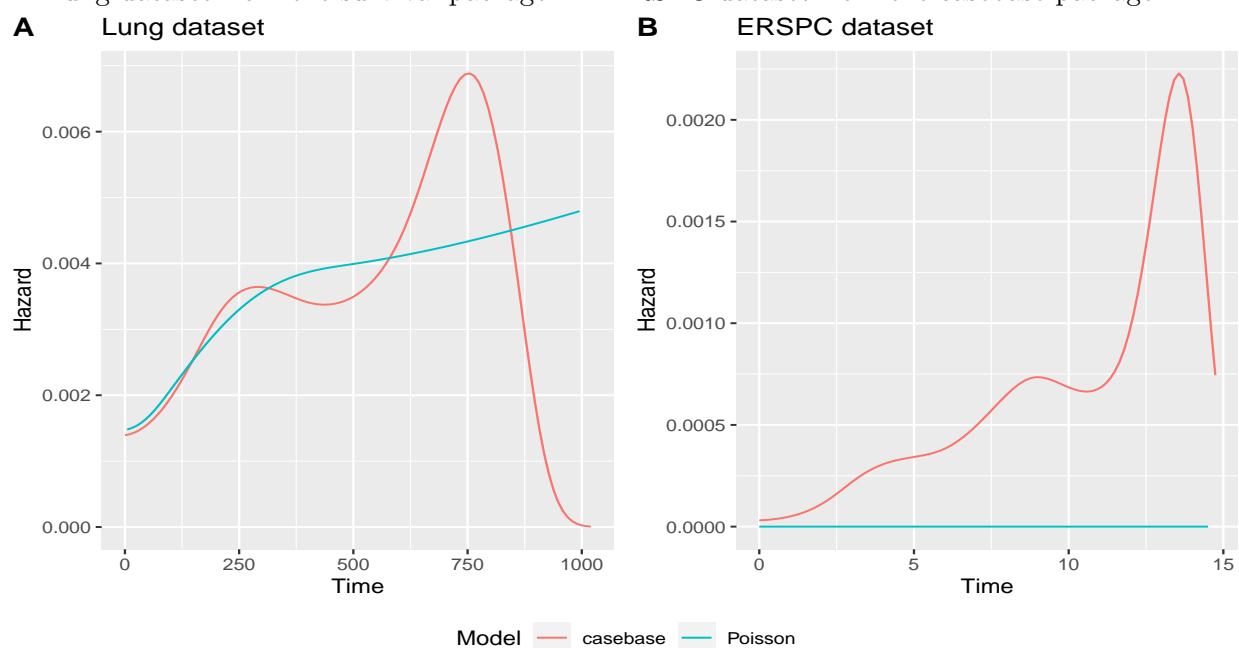 A Lung dataset
B ERSPC dataset
Hazard
0.006
0.004
0.002
0.000
0 250 500 750 1000
Time
Hazard
0.0020
0.0015
0.0010
0.0005
0.0000
0 5 10 15
Time
Model casebase Poisson